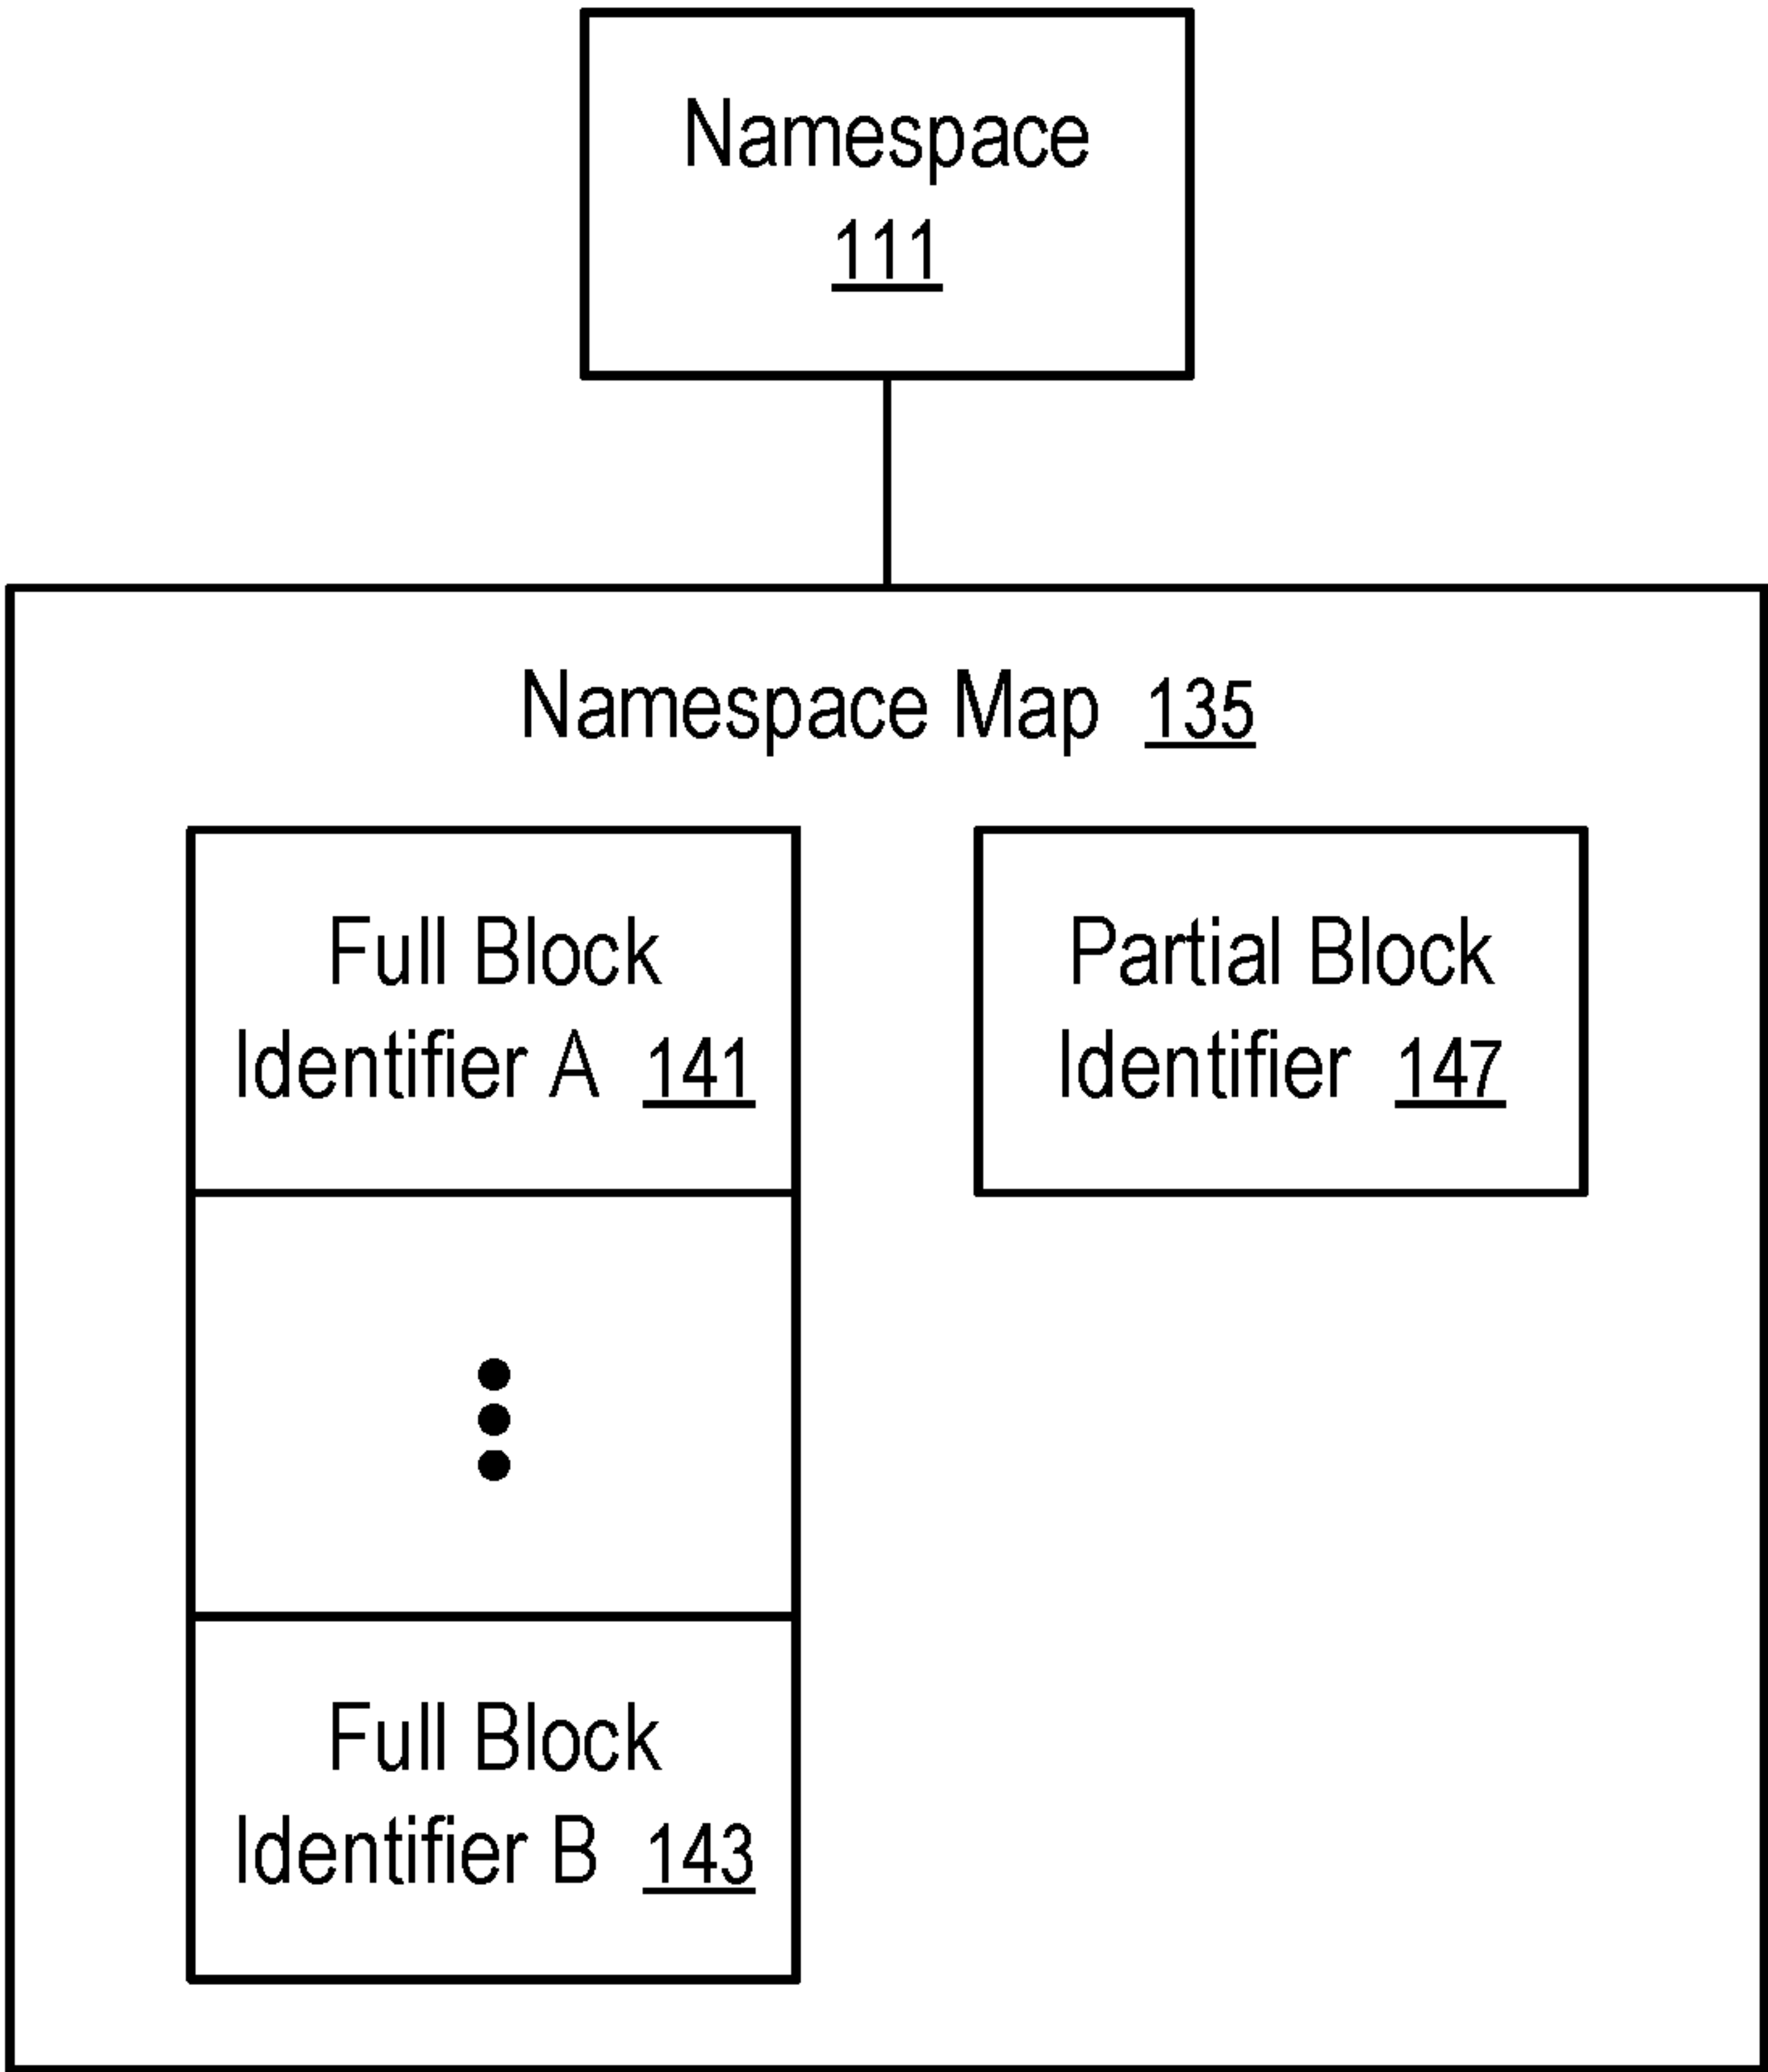 Namespace
111
Namespace Map 135
Full Block
Identifier A 141
Partial Block
Identifier 147
Full Block
Identifier B 143